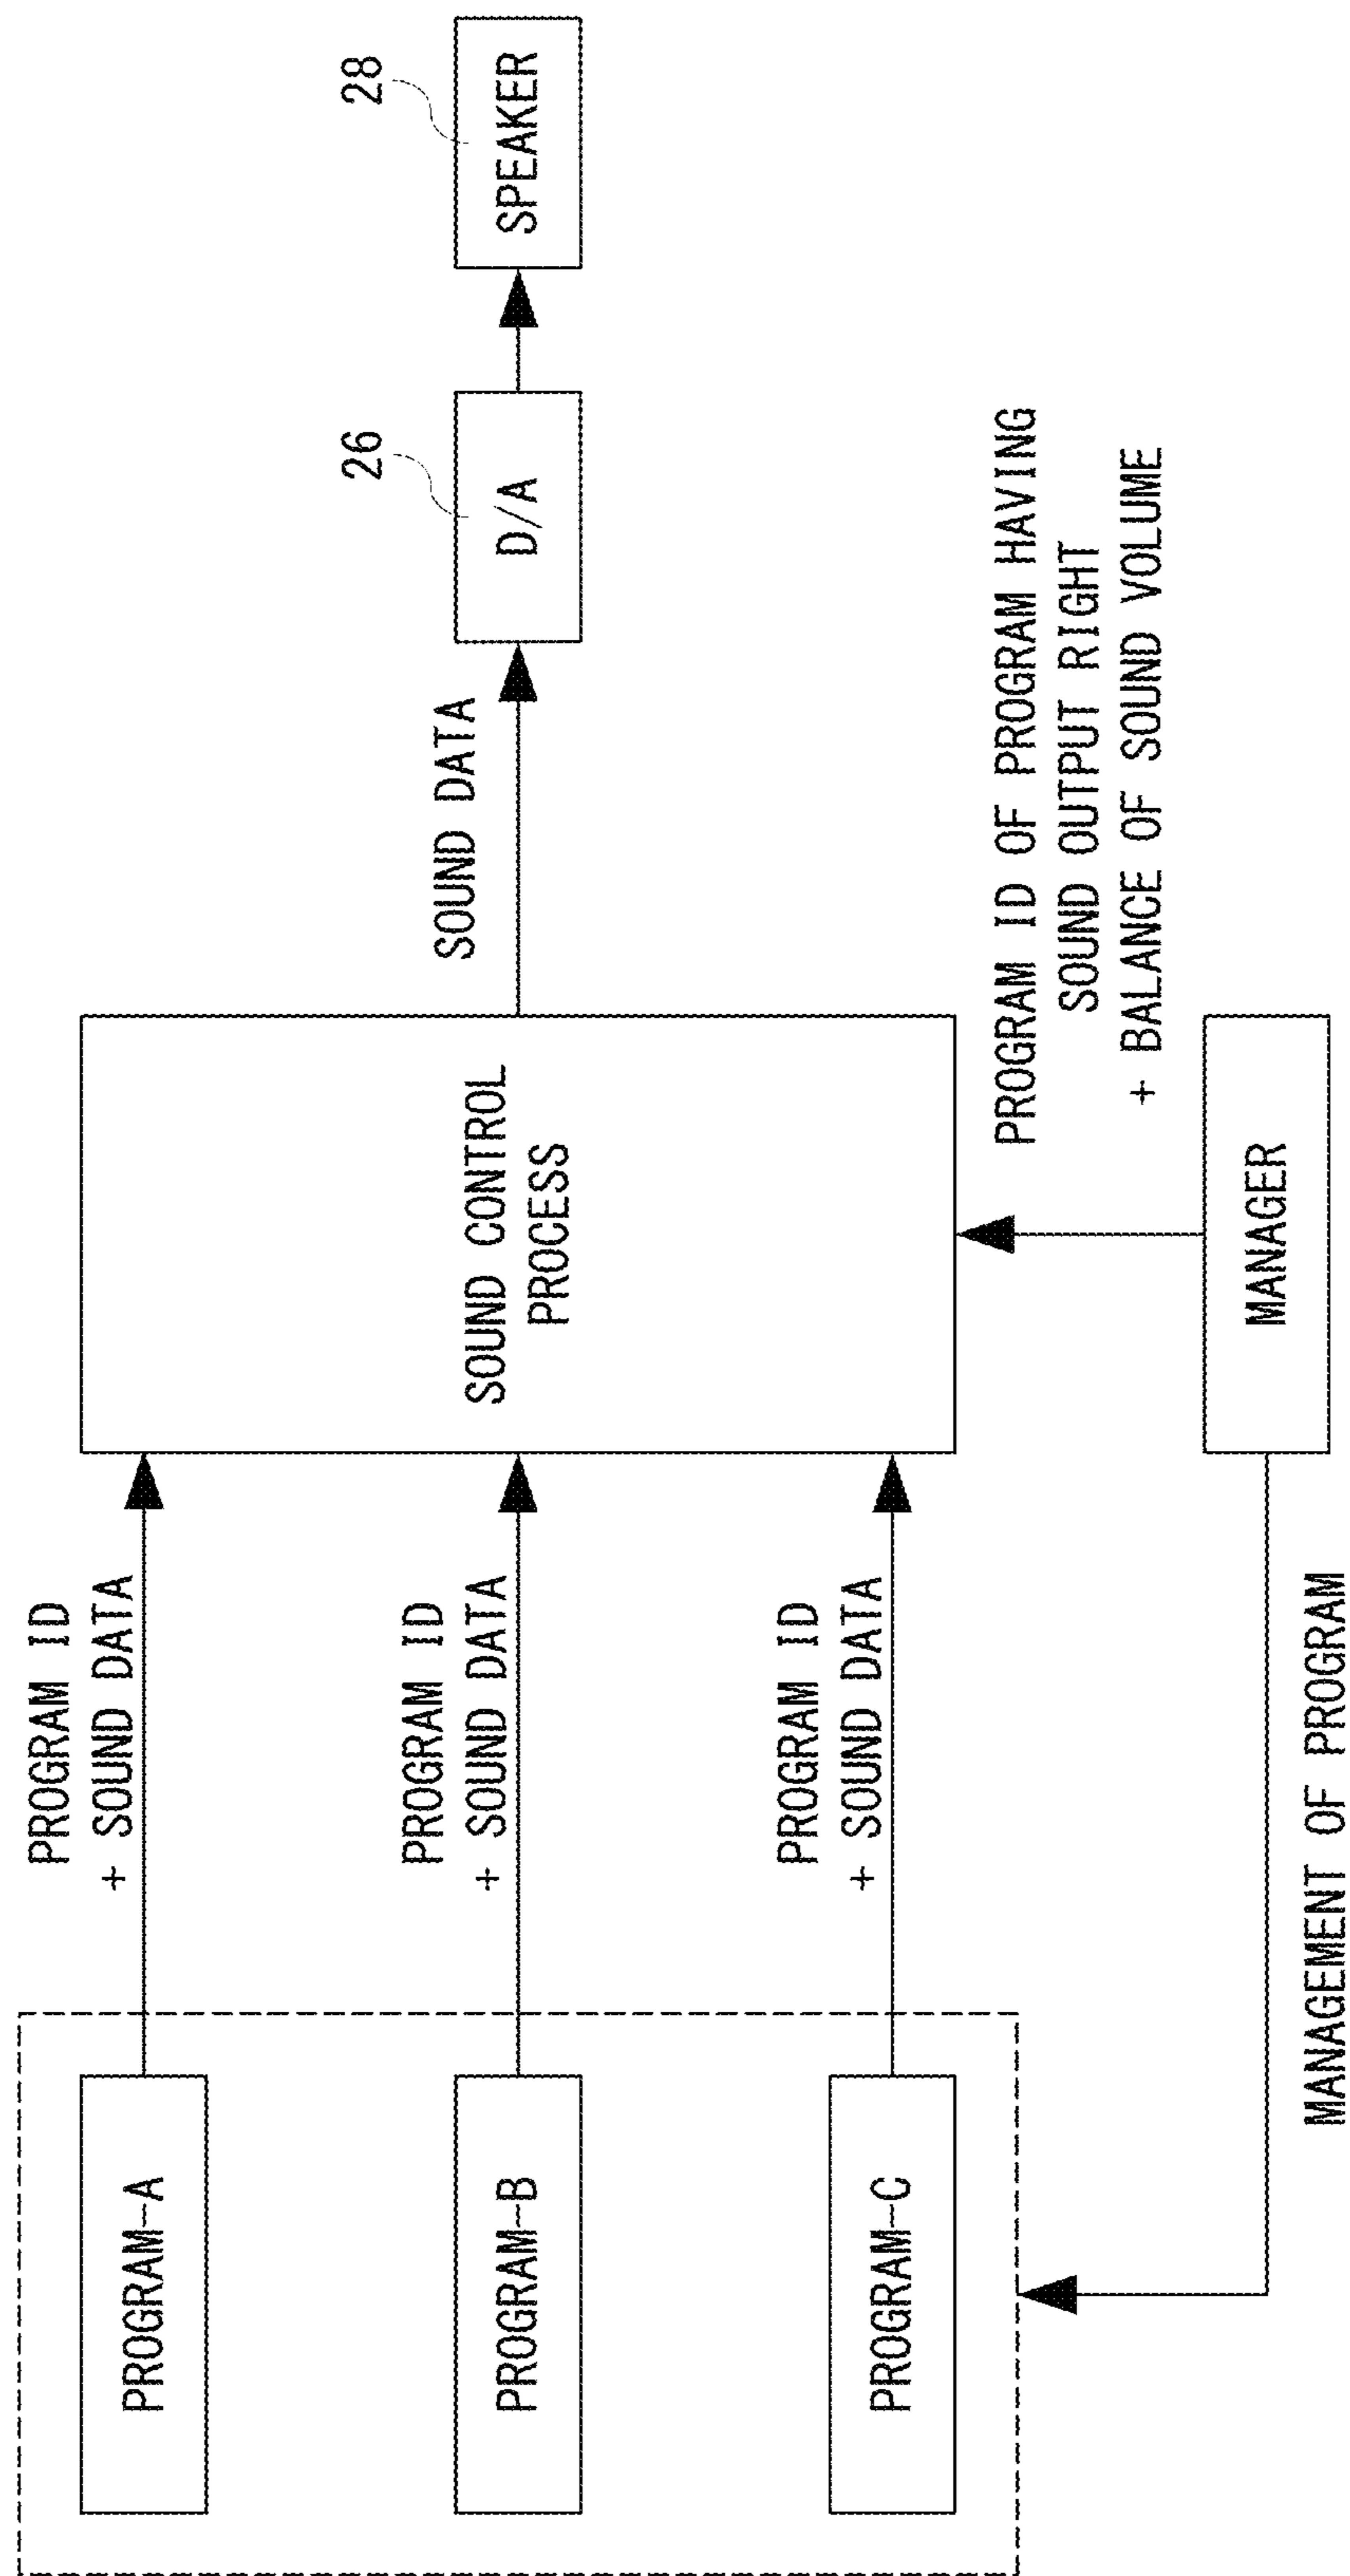 PROGRAM-A
PROGRAM ID
+ SOUND DATA
PROGRAM-B
PROGRAM ID
+ SOUND DATA
PROGRAM-C
PROGRAM ID
+ SOUND DATA
SOUND CONTROL
PROCESS
SOUND DATA
26
D/A
28
SPEAKER
PROGRAM ID OF PROGRAM HAVING
SOUND OUTPUT RIGHT
+ BALANCE OF SOUND VOLUME
MANAGER
MANAGEMENT OF PROGRAM